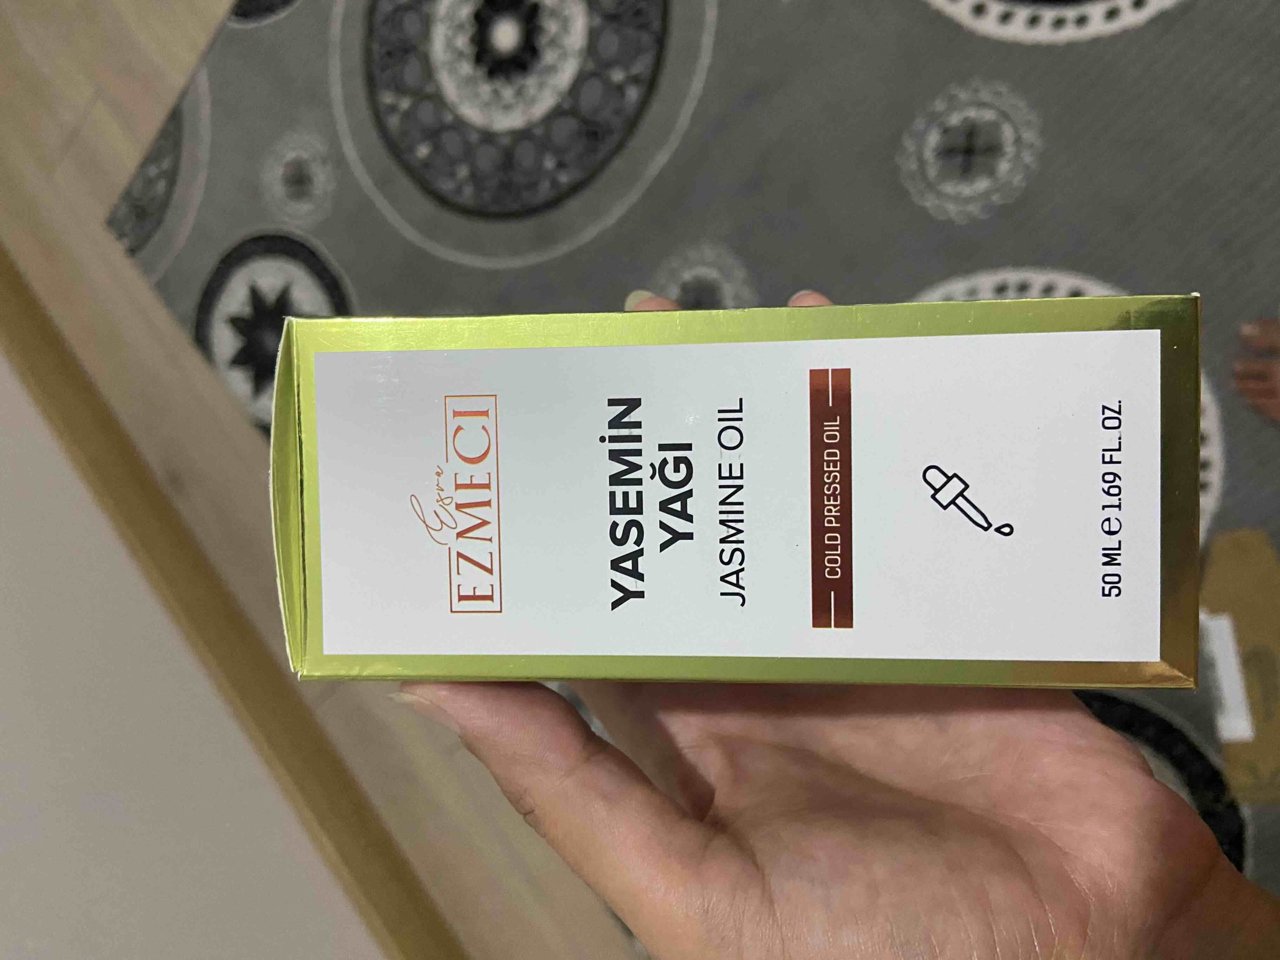 Esra
EZMECI
YASEMİN
YAĞI
JASMINE OIL
COLD PRESSED OIL
50 ML e 1.69 FL. OZ.